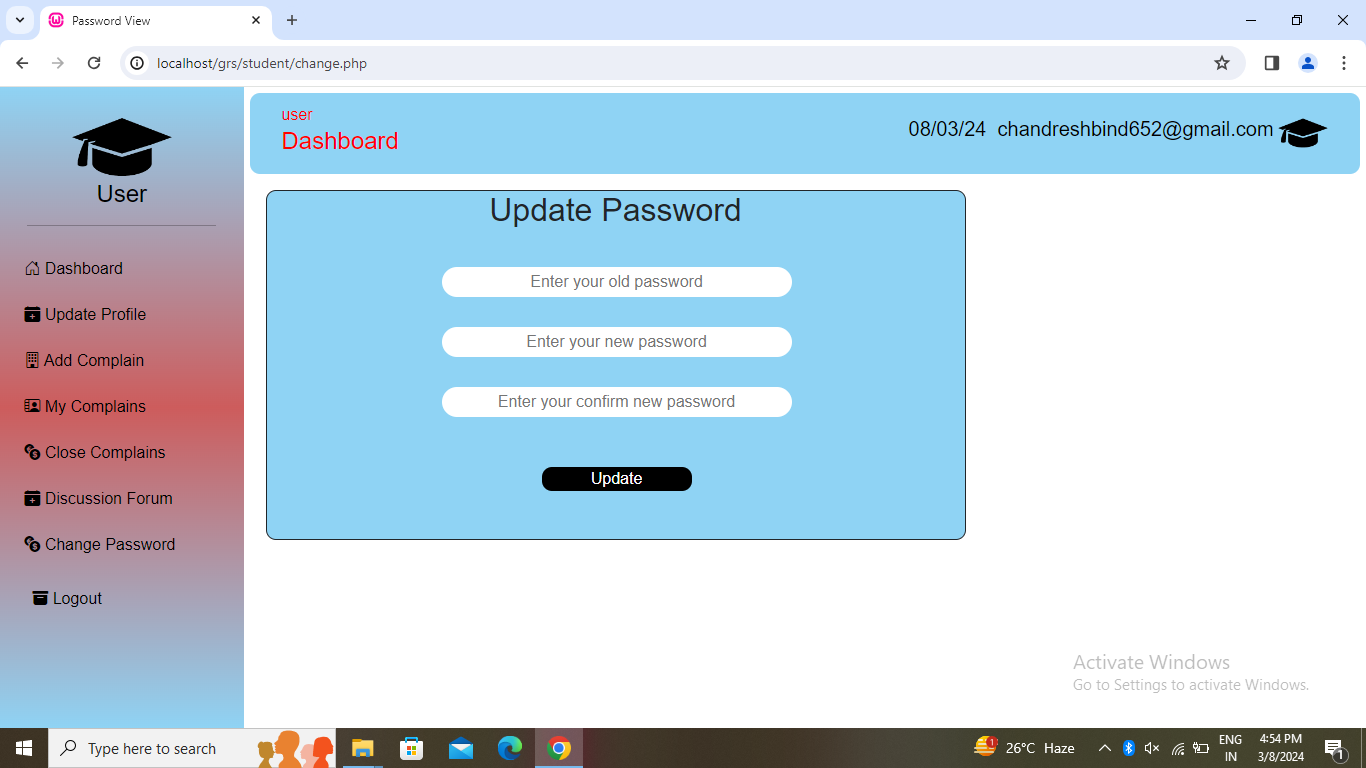 Password View
localhost/grs/student/change.php
User
Dashboard
Update Profile
Add Complain
My Complains
Close Complains
Discussion Forum
Change Password
Logout
user
Dashboard
08/03/24 chandreshbind652@gmail.com
Update Password
Enter your old password
Enter your new password
Enter your confirm new password
Update
Activate Windows
Go to Settings to activate Windows.
Type here to search
1
26°C Haze
ENG
IN
4:54 PM
3/8/2024
1